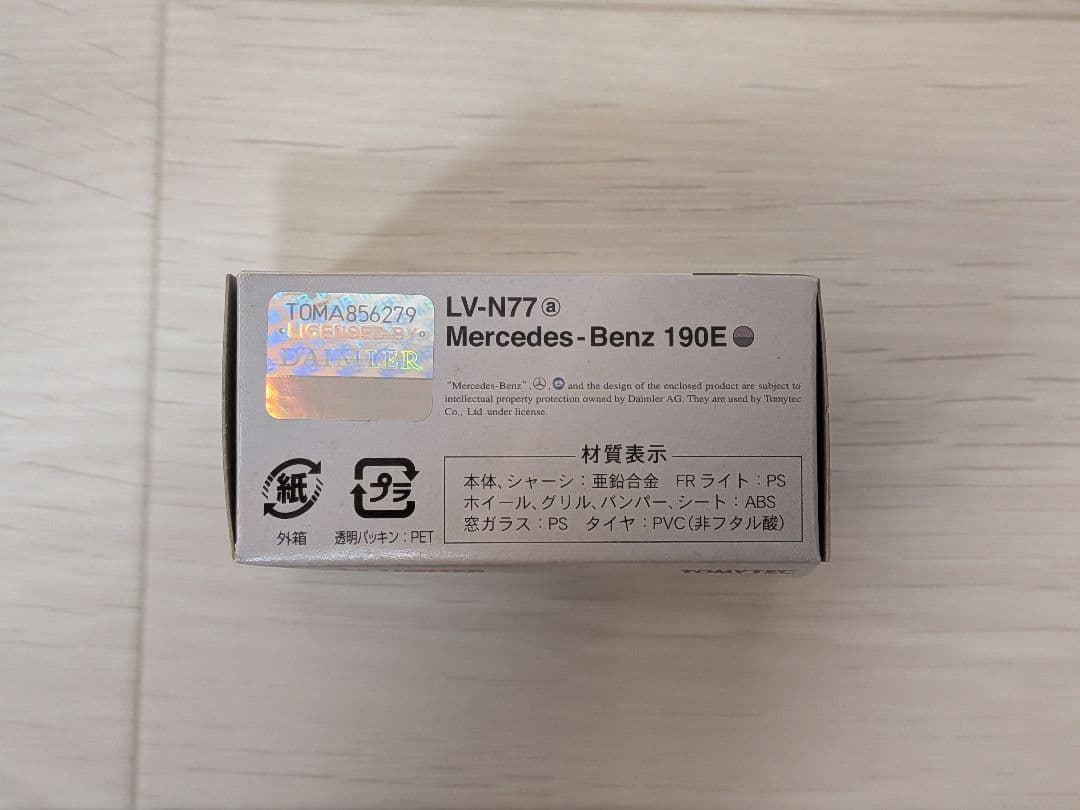 TOMA856279
LICENSED BY
DAIMLER
LV-N77 ⓐ
Mercedes-Benz 190E
"Mercedes-Benz", , and the design of the enclosed product are subject to
intellectual property protection owned by Daimler AG. They are used by Tomytec
Co., Ltd under license.
材質表示
本体、シャーシ：亜鉛合金　FRライト：PS
ホイール、グリル、バンパー、シート：ABS
窓ガラス：PS　タイヤ：PVC（非フタル酸）
紙
プラ
外箱
透明パッキン：PET
TOMYTEC